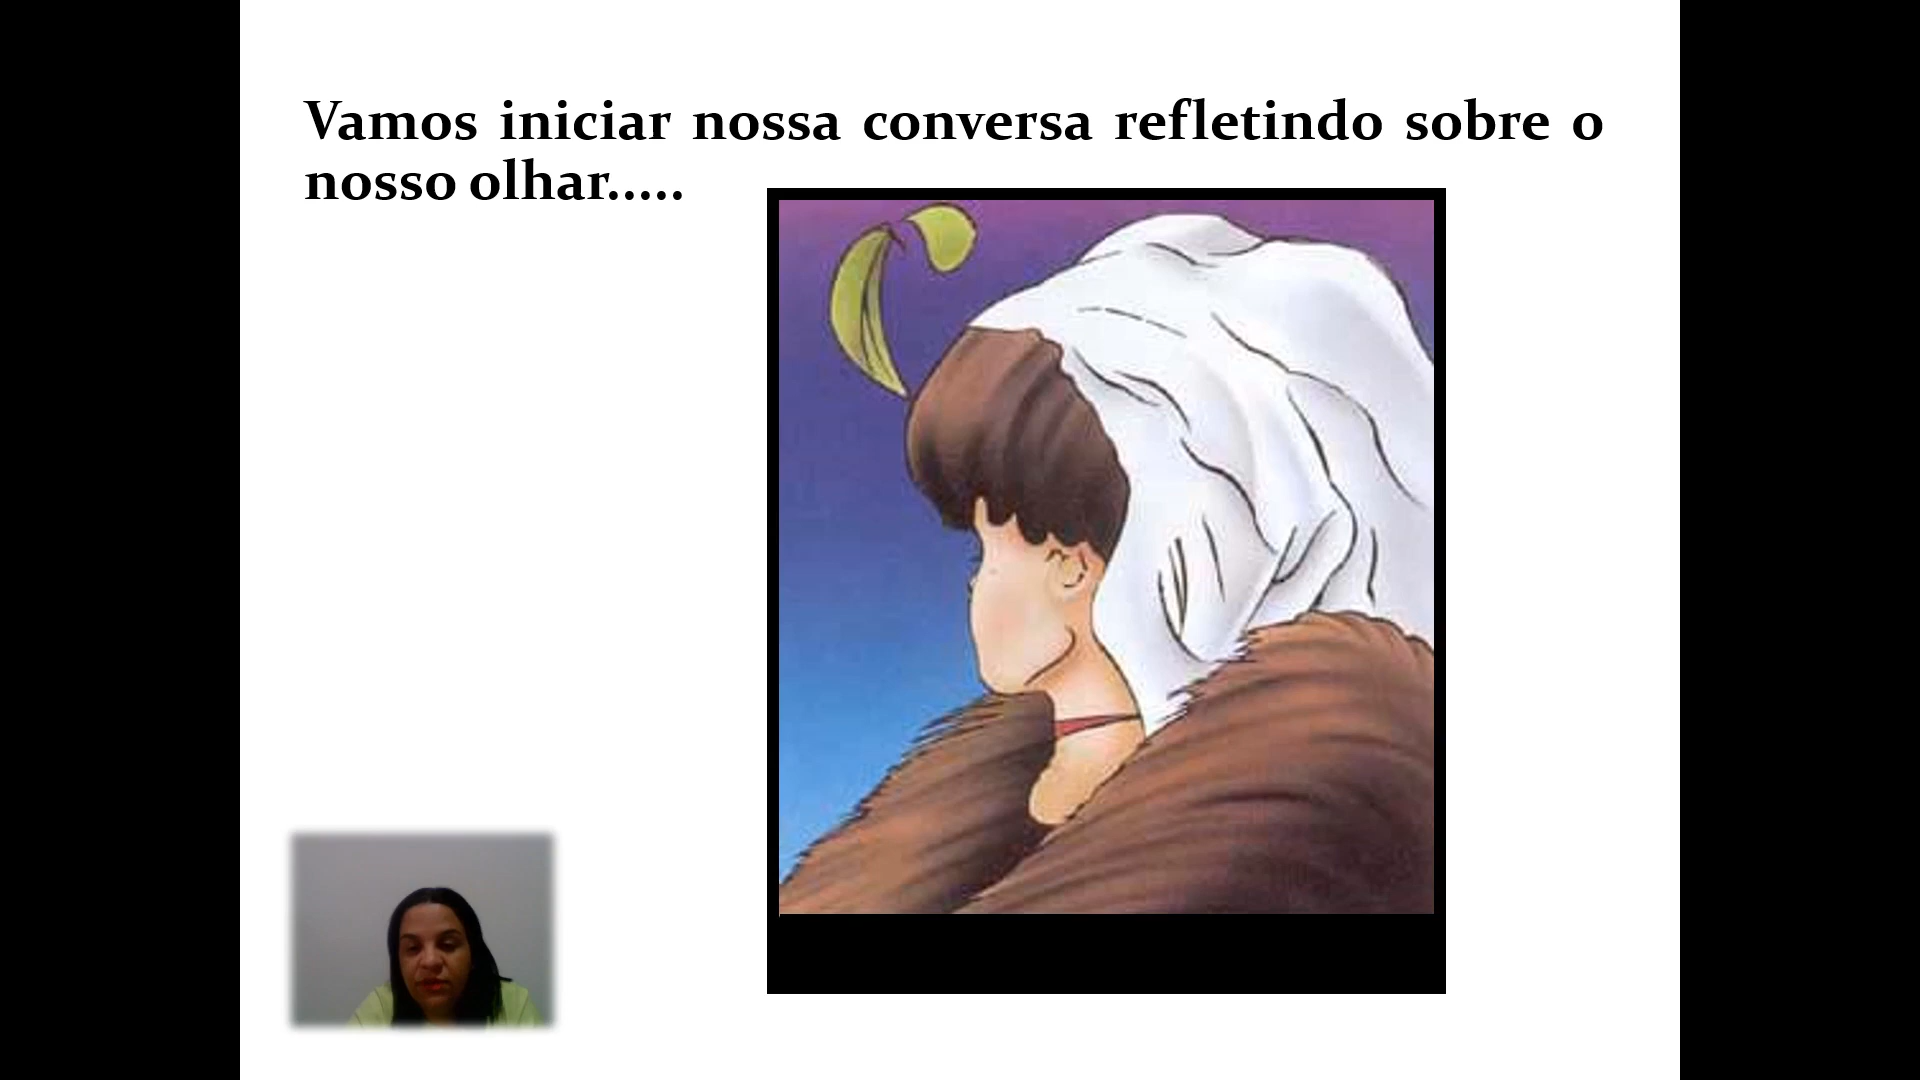 Vamos iniciar nossa conversa refletindo sobre o
nosso olhar.....